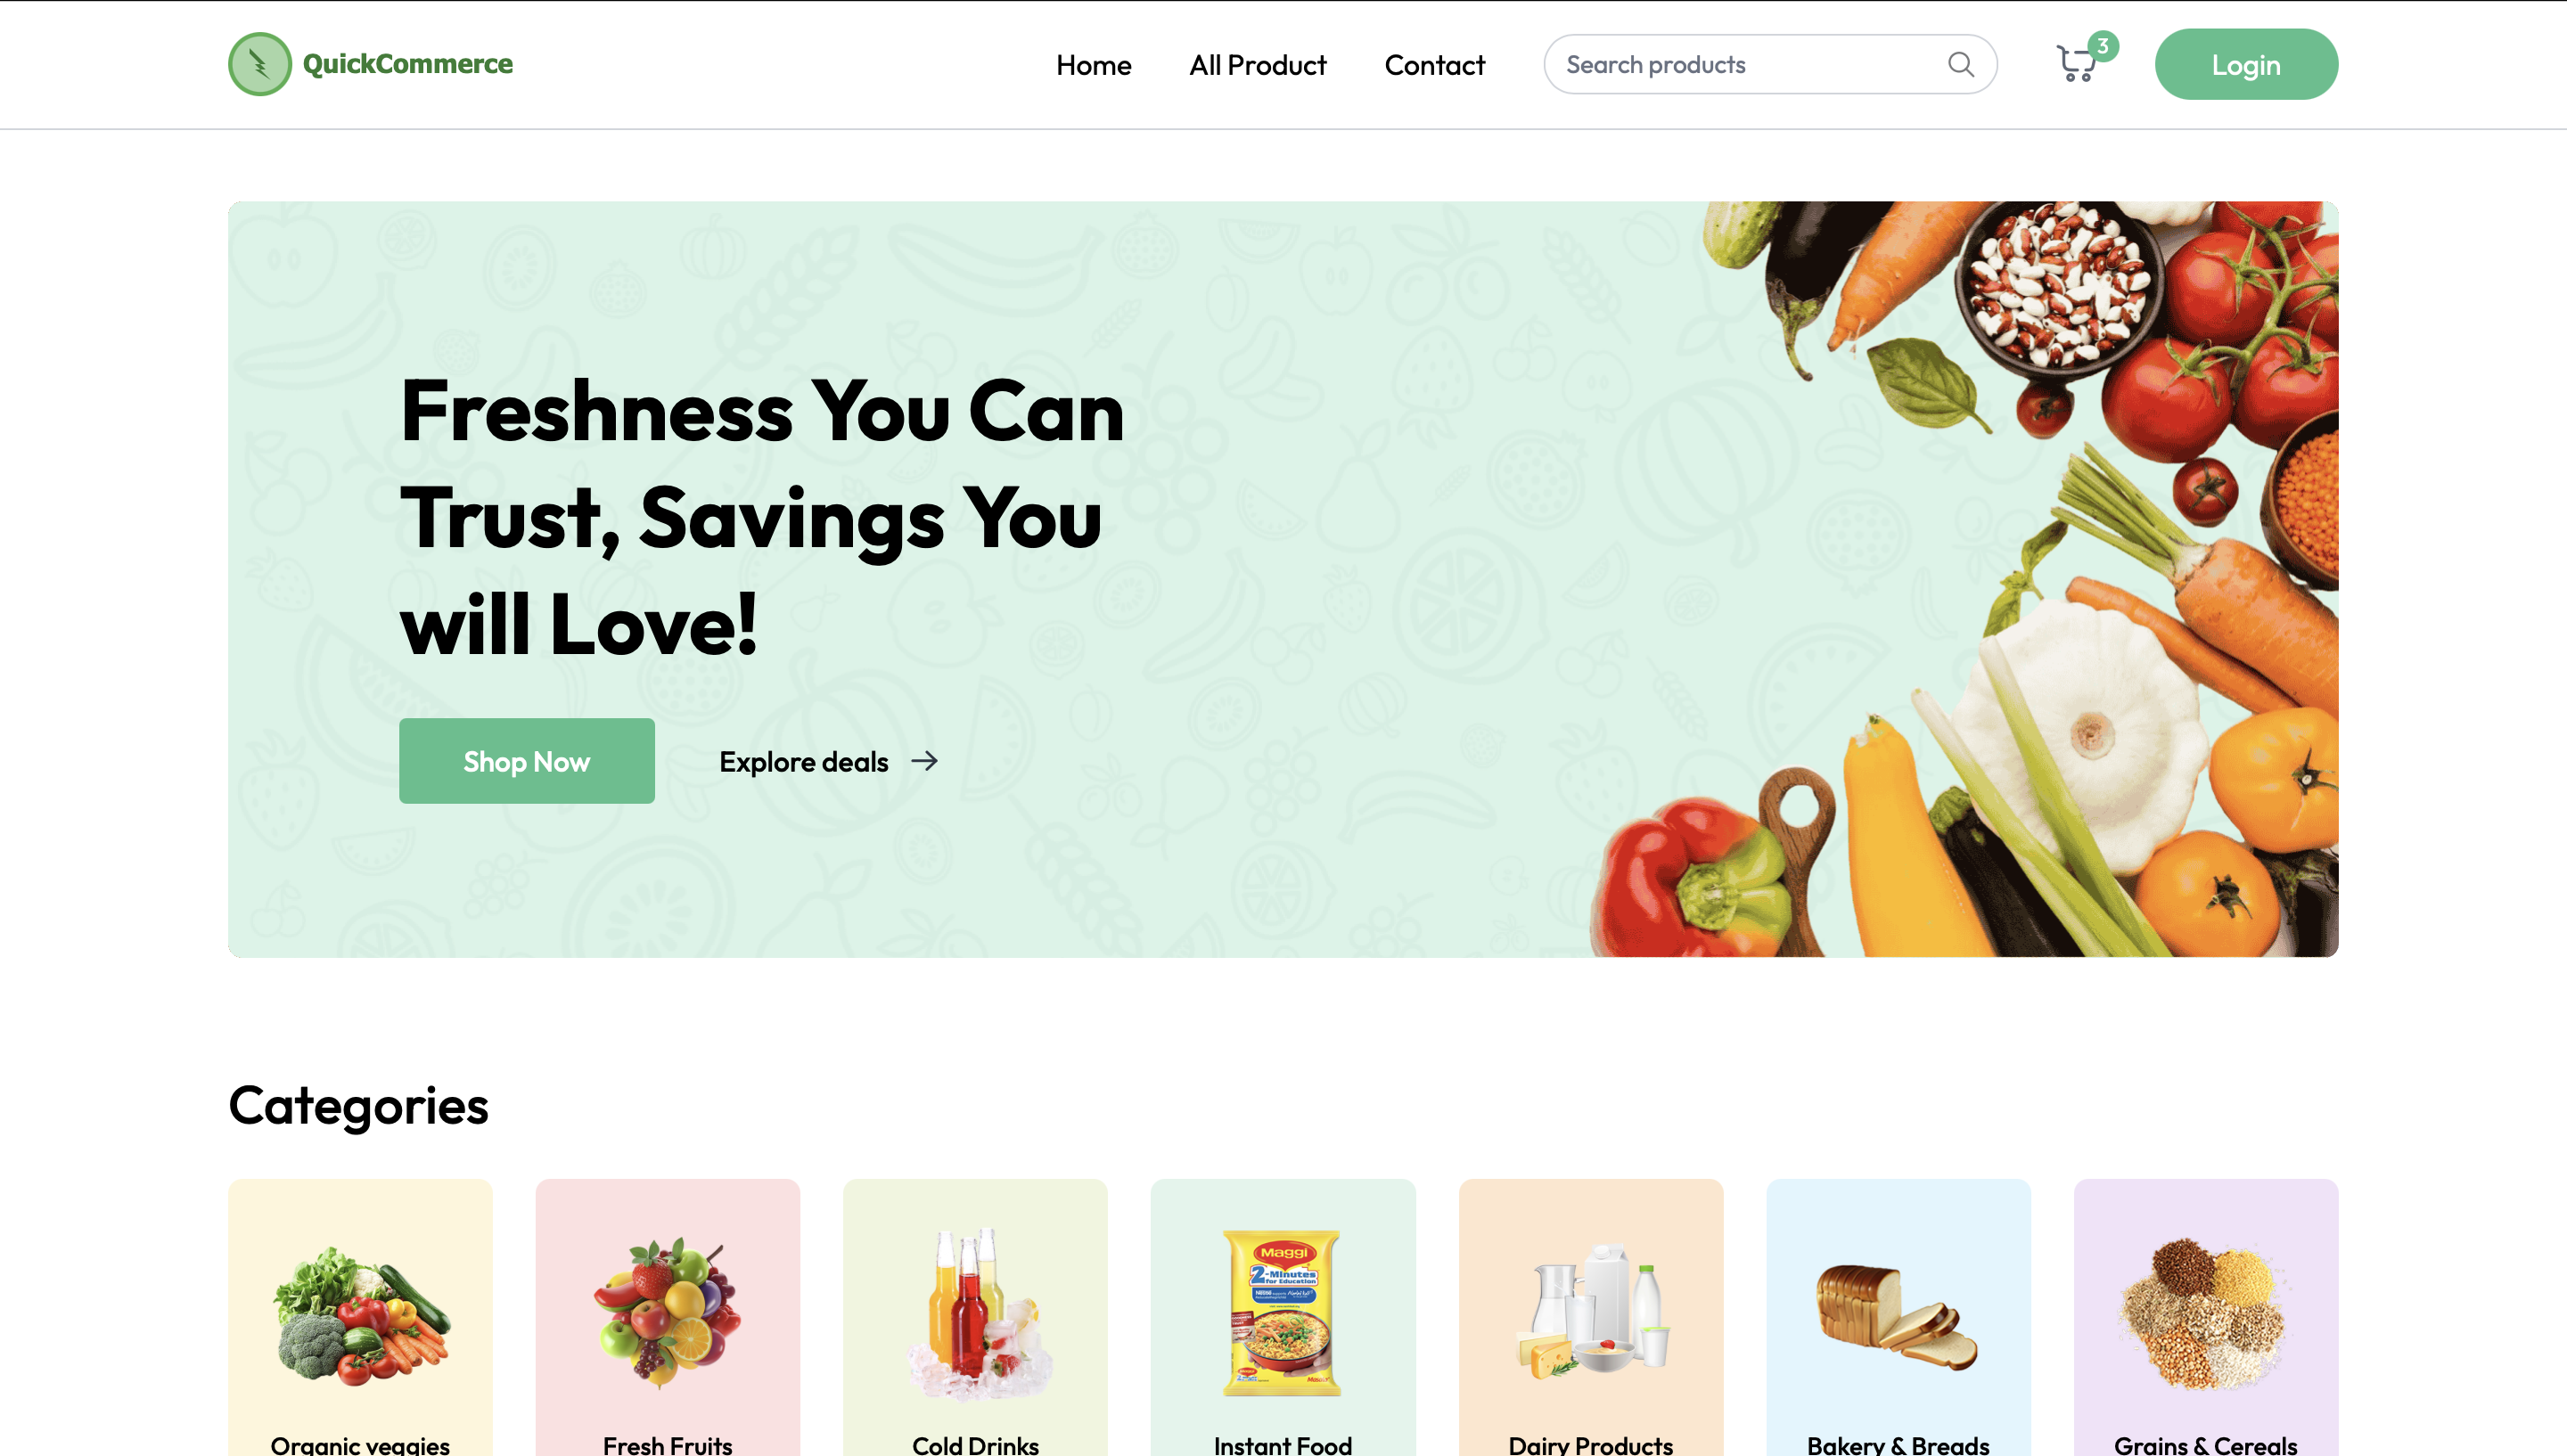 QuickCommerce
Home
All Product
Contact
Search products
3
Login
Freshness You Can
Trust, Savings You
will Love!
Shop Now
Explore deals
Categories
Maggi
2-Minutes
for Education
Organic veggies
Fresh Fruits
Cold Drinks
Instant Food
Dairy Products
Bakery & Breads
Grains & Cereals